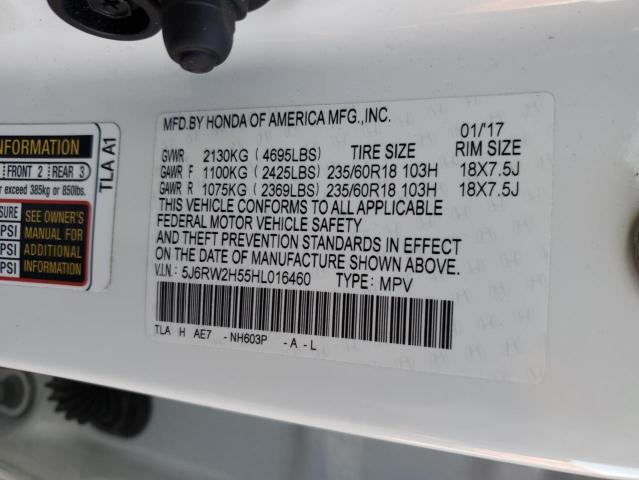 MFD.BY HONDA OF AMERICA MFG.,INC. 01/'17
GVWR 2130KG (4695LBS) TIRE SIZE RIM SIZE
GAWR F 1100KG (2425LBS) 235/60R18 103H 18X7.5J
GAWR R 1075KG (2369LBS) 235/60R18 103H 18X7.5J
THIS VEHICLE CONFORMS TO ALL APPLICABLE
FEDERAL MOTOR VEHICLE SAFETY
AND THEFT PREVENTION STANDARDS IN EFFECT
ON THE DATE OF MANUFACTURE SHOWN ABOVE.
V.I.N.: 5J6RW2H55HL016460 TYPE: MPV
TLA H AE7 -NH603P -A-L
INFORMATION
FRONT 2 REAR 3
exceed 385kg or 850lbs.
TLA A1
SEE OWNER'S
MANUAL FOR
ADDITIONAL
INFORMATION
PSI
PSI
PSI